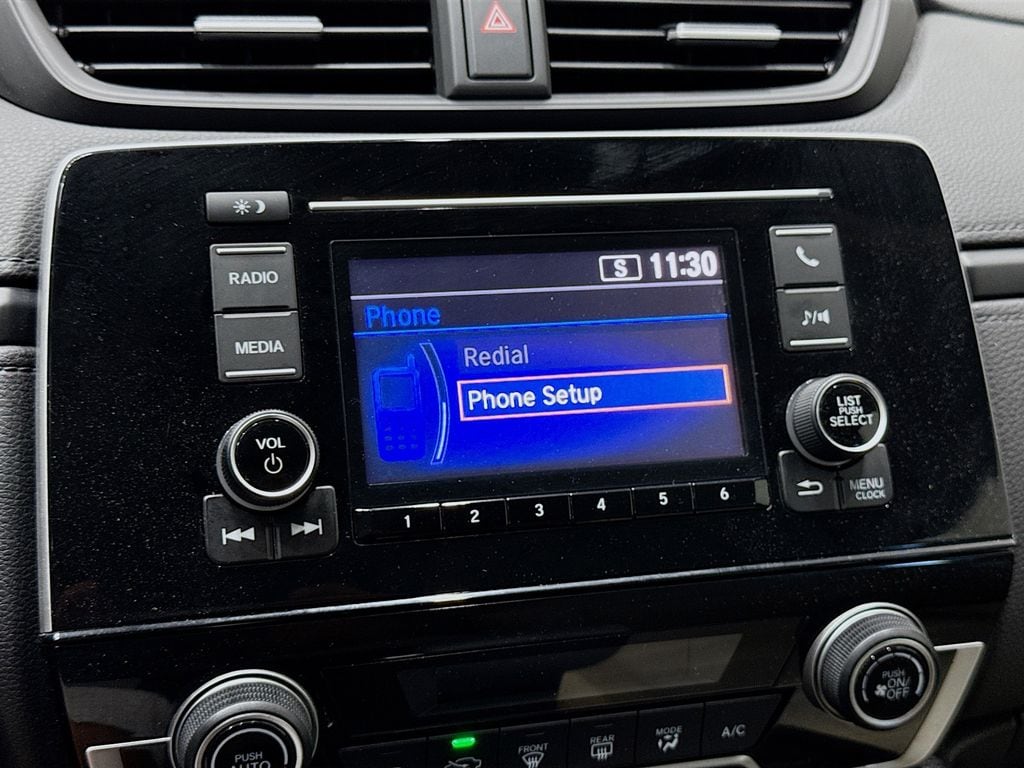 RADIO
MEDIA
VOL
S 11:30
Phone
Redial
Phone Setup
1 2 3 4 5 6
LIST
PUSH
SELECT
MENU
CLOCK
PUSH
AUTO
FRONT
REAR
MODE
A/C
PUSH
ON/
OFF